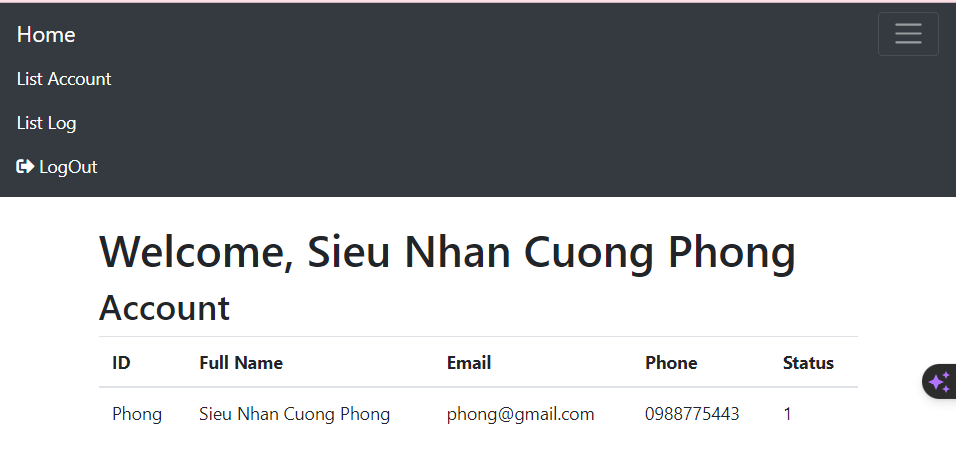 Home
List Account
List Log
LogOut
Welcome, Sieu Nhan Cuong Phong
Account
ID Full Name Email Phone Status
Phong Sieu Nhan Cuong Phong phong@gmail.com 0988775443 1